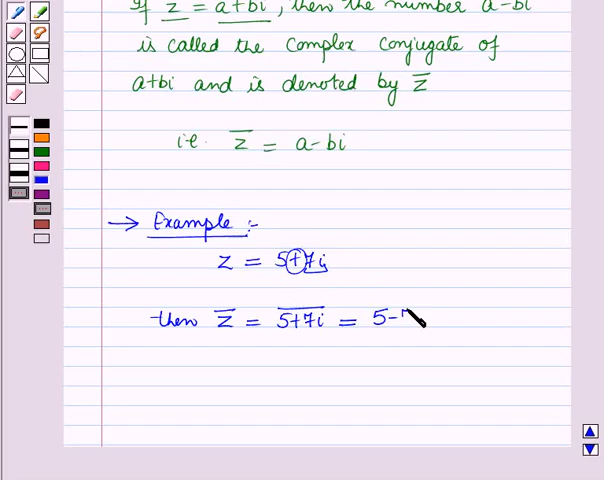 If z = a+bi, then the number a-bi
is called the complex conjugate of
a+bi and is denoted by z̅
i.e. z̅ = a-bi
→ Example :-
z = 5+7i
then z̅ = \overline{5+7i} = 5-